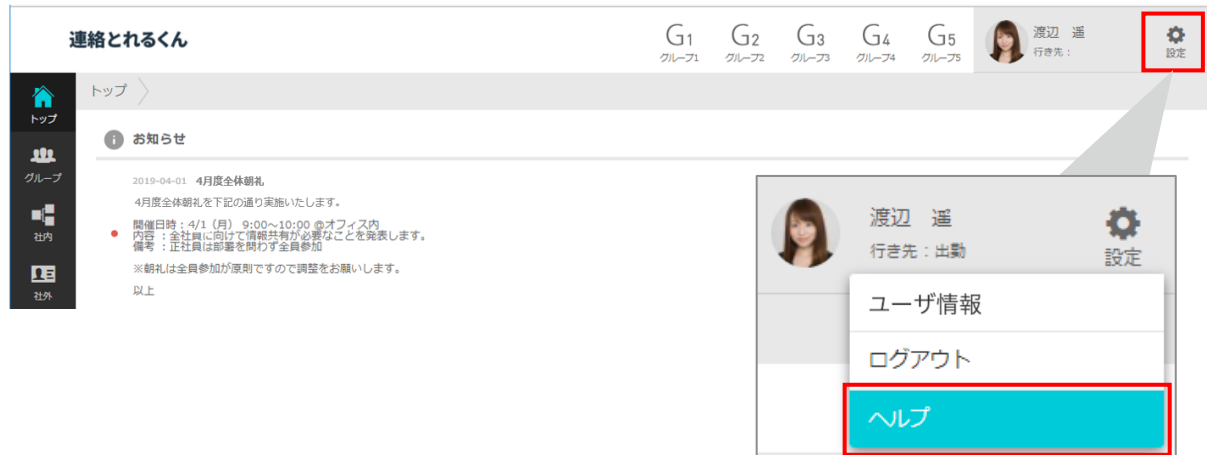 連絡とれるくん
G1 G2 G3 G4 G5
グループ1 グループ2 グループ3 グループ4 グループ5
渡辺 遥
行き先：
設定
トップ
トップ
グループ
社内
社外
お知らせ
2019-04-01 4月度全体朝礼
4月度全体朝礼を下記の通り実施いたします。
開催日時：4/1（月） 9:00～10:00 @オフィス内
内容 ：全社員に向けて情報共有が必要なことを発表します。
備考 ：正社員は部署を問わず全員参加
※朝礼は全員参加が原則ですので調整をお願いします。
以上
渡辺 遥
行き先：出勤
設定
ユーザ情報
ログアウト
ヘルプ